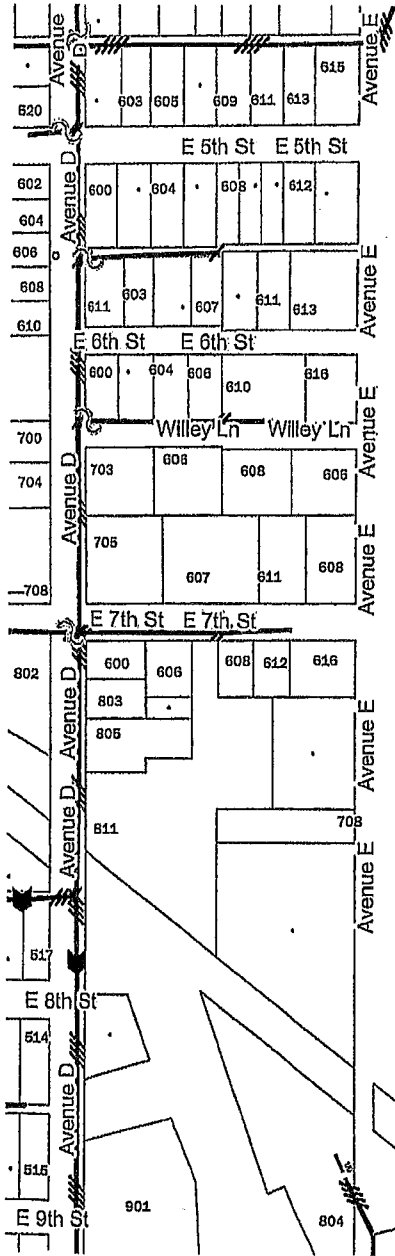 Avenue D
Avenue E
615
603 605 609 611 613
620
E 5th St E 5th St
602 600 604 608 612
604
Avenue D
606
608 611 603 607 611 613
Avenue E
610
E 6th St E 6th St
600 604 606 610 616
Willey Ln Willey Ln
700
Avenue E
703 606 608 606
704
Avenue D
705
607 611 608
Avenue E
708
E 7th St E 7th St
802 600 606 608 612 616
803
Avenue D
805
Avenue E
811 708
Avenue D
Avenue E
517
E 8th St
514
Avenue D
515
901 804
E 9th St